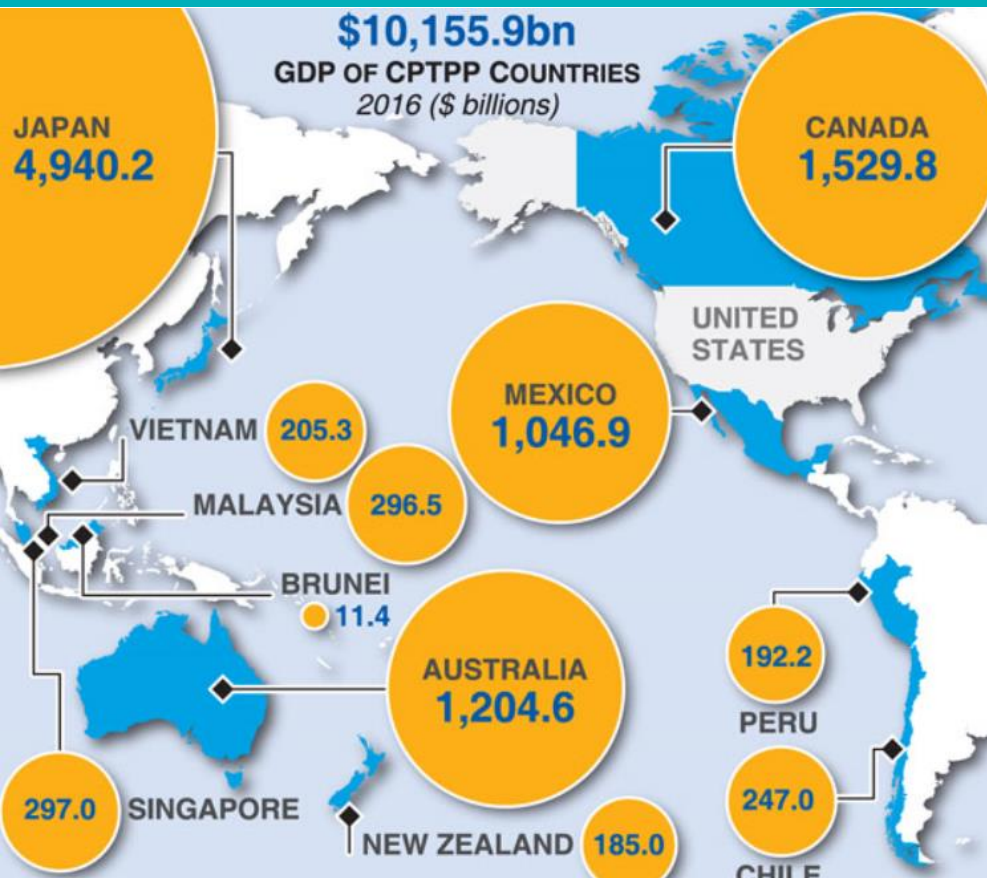 $10,155.9bn
GDP OF CPTPP COUNTRIES
2016 ($ billions)
JAPAN
4,940.2
CANADA
1,529.8
UNITED
STATES
MEXICO
1,046.9
VIETNAM 205.3
MALAYSIA 296.5
BRUNEI
11.4
AUSTRALIA
1,204.6
192.2
PERU
297.0 SINGAPORE
247.0
CHILE
NEW ZEALAND 185.0